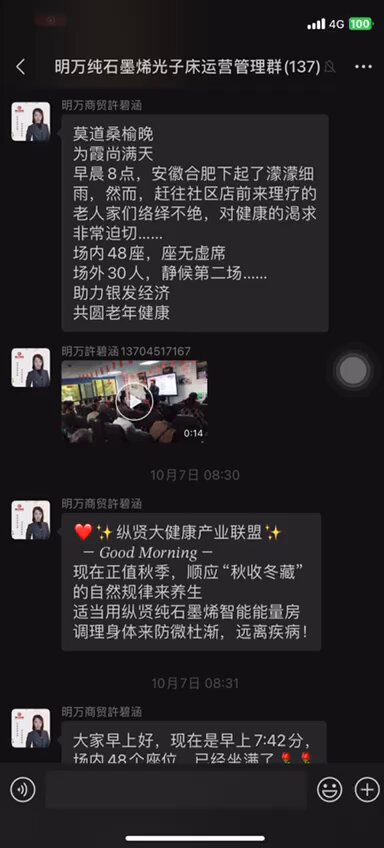 4G 100
明万纯石墨烯光子床运营管理群(137)
明万商贸許碧涵
莫道桑榆晚
为霞尚满天
早晨8点，安徽合肥下起了濛濛细
雨，然而，赶往社区店前来理疗的
老人家们络绎不绝，对健康的渴求
非常迫切……
场内48座，座无虚席
场外30人，静候第二场……
助力银发经济
共圆老年健康
明万許碧涵13704517167
0:14
10月7日 08:30
明万商贸許碧涵
❤️✨纵贤大健康产业联盟✨
— Good Morning —
现在正值秋季，顺应“秋收冬藏”
的自然规律来养生
适当用纵贤纯石墨烯智能能量房
调理身体来防微杜渐，远离疾病！
10月7日 08:31
明万商贸許碧涵
大家早上好，现在是早上7:42分，
场内48个座位，已经坐满了🌹🌹